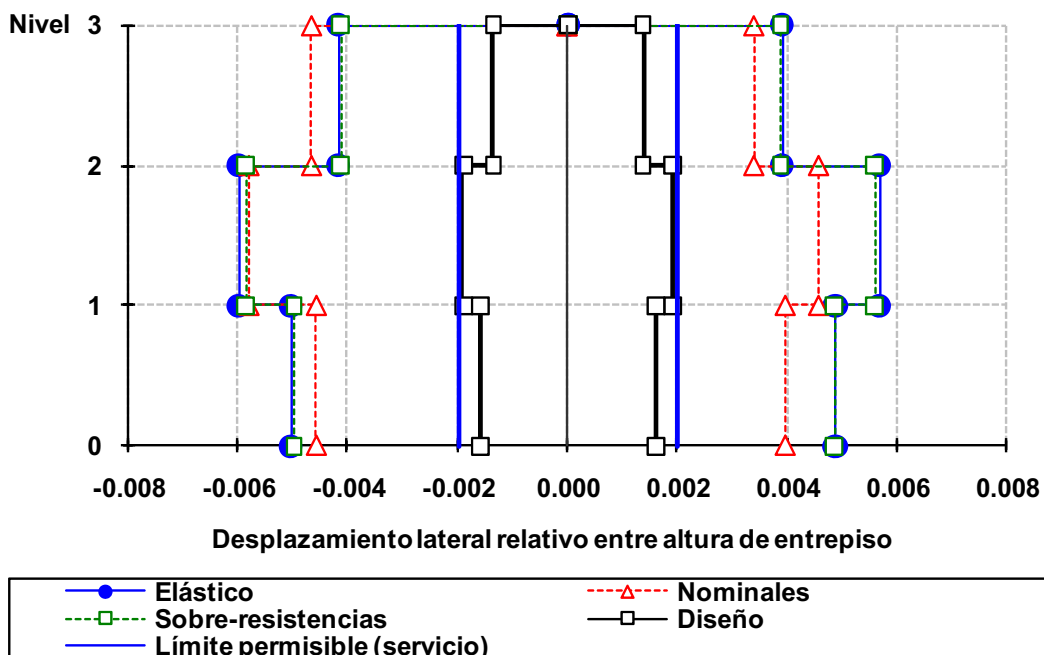 Nivel
3
2
1
0
-0.008 -0.006 -0.004 -0.002 0.000 0.002 0.004 0.006 0.008
Desplazamiento lateral relativo entre altura de entrepiso
Elástico Nominales
Sobre-resistencias Diseño
Límite permisible (servicio)